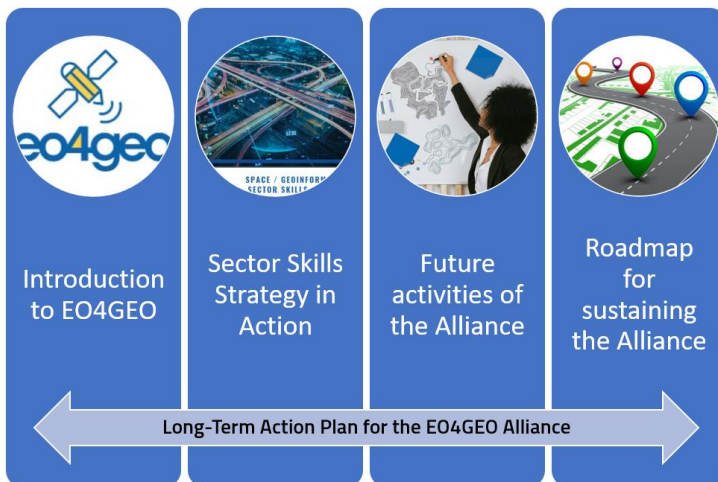 eo4geo
SPACE / GEOINFORM
SECTOR SKILLS
Introduction
to EO4GEO
Sector Skills
Strategy in
Action
Future
activities of
the Alliance
Roadmap
for
sustaining
the Alliance
Long-Term Action Plan for the EO4GEO Alliance